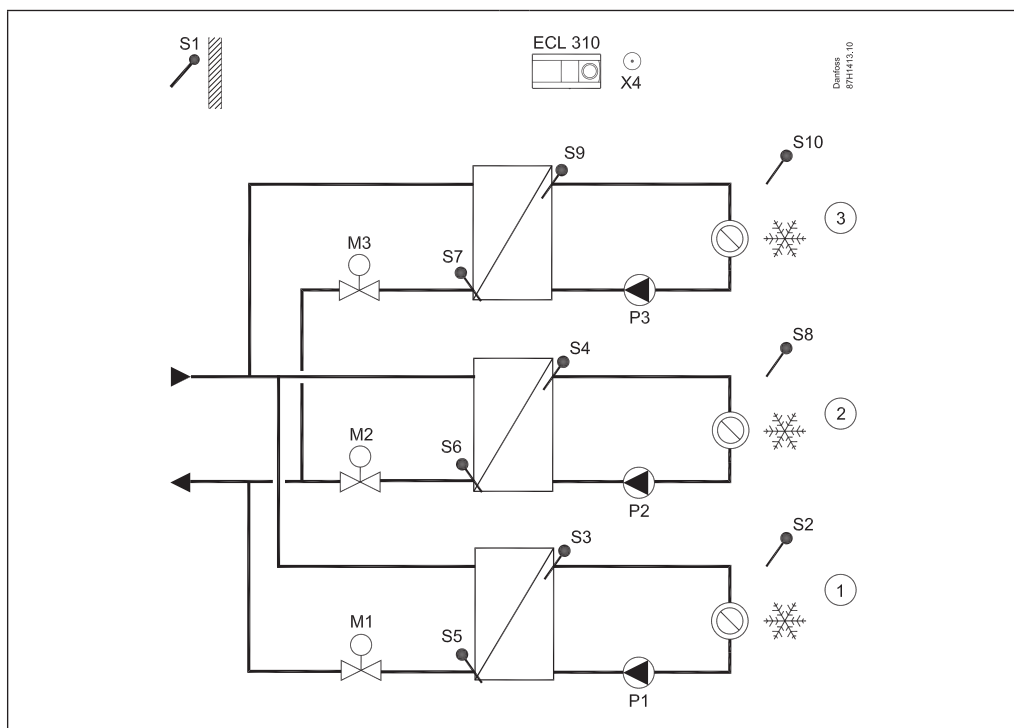 S1
ECL 310
X4
Danfoss
87H1413.10
S9
S10
3
M3
S7
P3
S4
S8
2
M2
S6
P2
S3
S2
1
M1
S5
P1